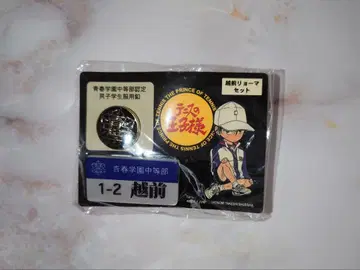 青春学園中等部認定
男子学生服用釦
テニスの
王子様
THE PRINCE OF TENNIS
越前リョーマ
セット
青春学園中等部
1-2 越前